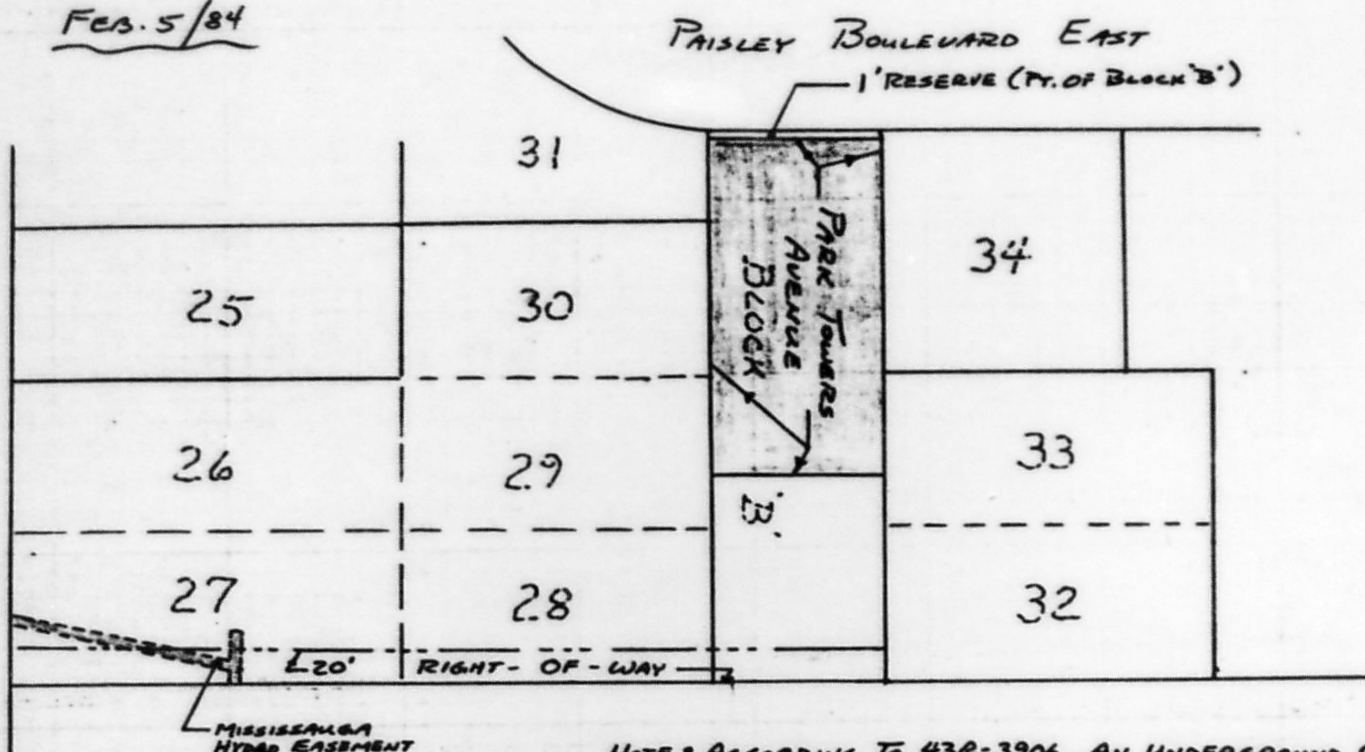 FEB. 5/84
PAISLEY BOULEVARD EAST
1' RESERVE (PT. OF BLOCK 'B')
31
34
PARK TOWERS
AVENUE
BLOCK
25
30
26
29
33
'B'
27
28
32
20' RIGHT-OF-WAY
MISSISSAUGA
HYDRO EASEMENT
NOTE: ACCORDING TO 43R-3906, AN UNDERGROUND